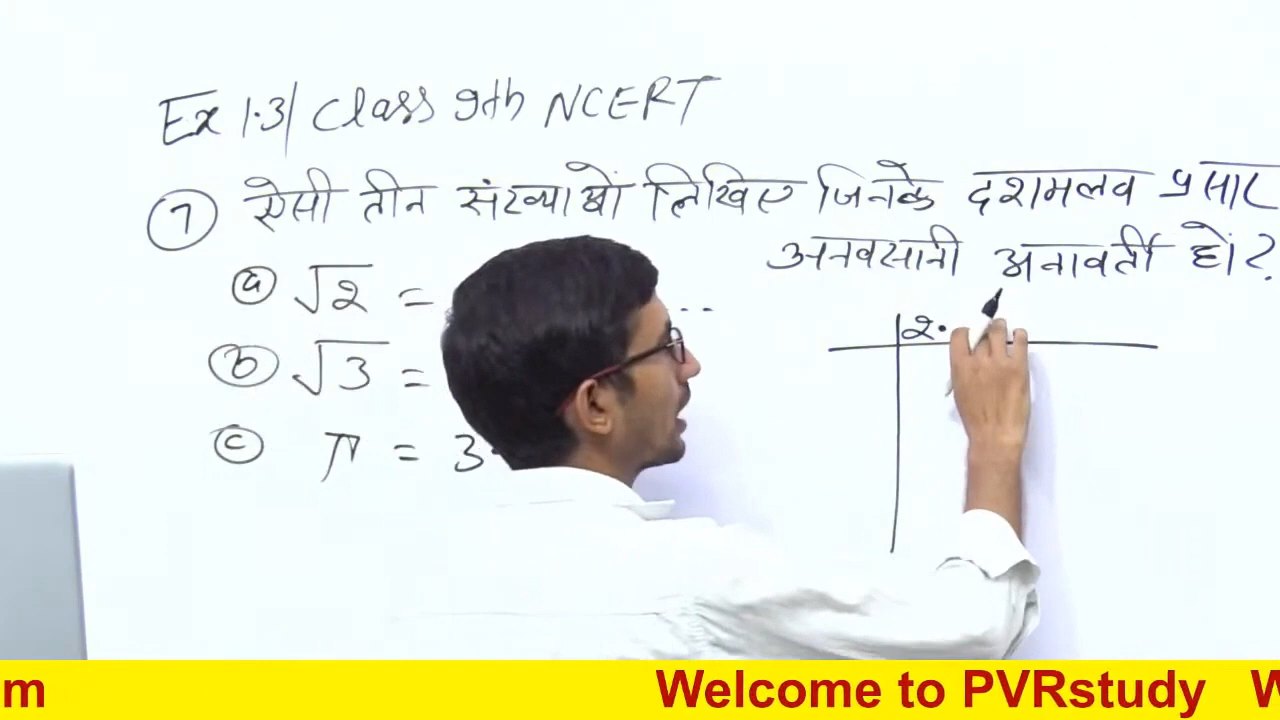 Ex 1.3/ Class 9th NCERT
⑦ ऐसी तीन संख्याओं लिखिए जिनके दशमलव प्रसार
अनवसानी अनावर्ती हों?
ⓐ √2 = ..
2.
ⓑ √3 =
ⓒ π = 3.
m Welcome to PVRstudy W